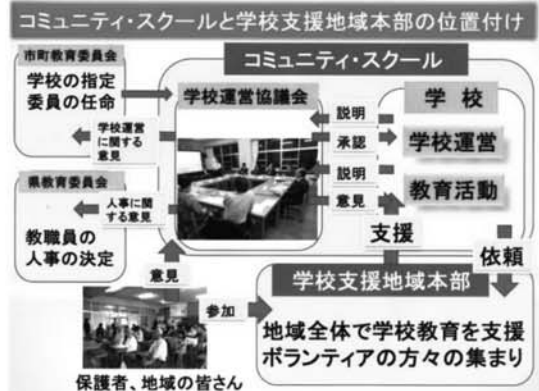 コミュニティ・スクールと学校支援地域本部の位置付け
市町教育委員会
学校の指定
委員の任命
学校運営
に関する
意見
県教育委員会
人事に関
する意見
教職員の
人事の決定
コミュニティ・スクール
学校運営協議会
説明
承認
説明
意見
学校
学校運営
教育活動
支援
依頼
意見
参加
保護者、地域の皆さん
学校支援地域本部
地域全体で学校教育を支援
ボランティアの方々の集まり